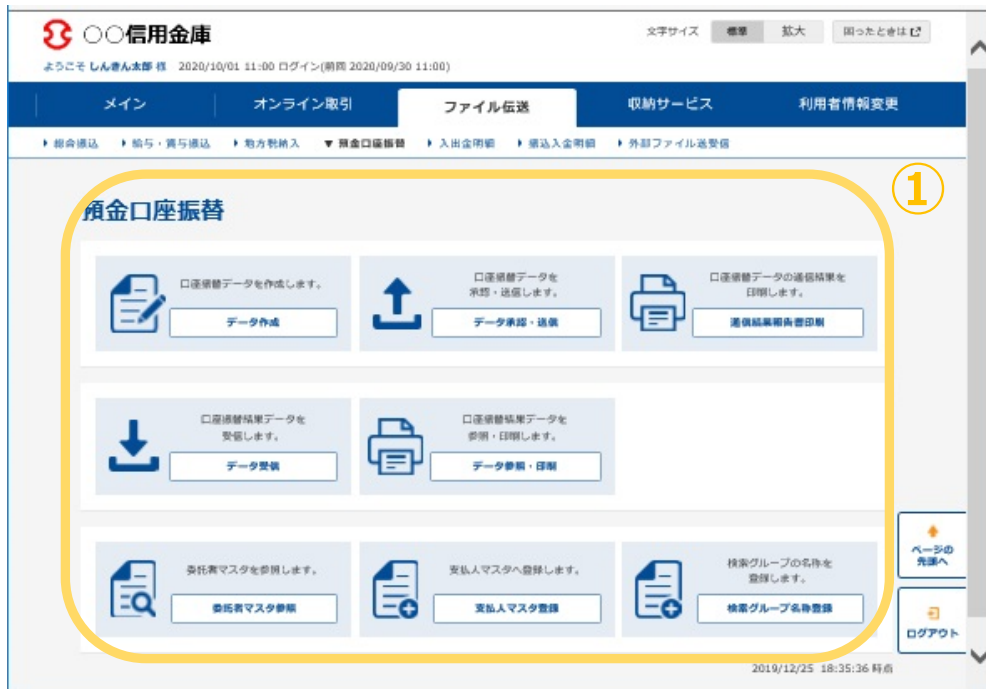 〇〇信用金庫
文字サイズ 標準 拡大 困ったときは
ようこそ しんきん太郎 様 2020/10/01 11:00 ログイン(前回 2020/09/30 11:00)
メイン オンライン取引 ファイル伝送 収納サービス 利用者情報変更
総合振込 給与・賞与振込 地方税納入 ▼ 預金口座振替 入出金明細 振込入金明細 外部ファイル送受信
①
預金口座振替
口座振替データを作成します。
データ作成
口座振替データを
承認・送信します。
データ承認・送信
口座振替データの通信結果を
印刷します。
通信結果報告書印刷
口座振替結果データを
受信します。
データ受信
口座振替結果データを
参照・印刷します。
データ参照・印刷
委託者マスタを参照します。
委託者マスタ参照
支払人マスタへ登録します。
支払人マスタ登録
検索グループの名称を
登録します。
検索グループ名称登録
ページの
先頭へ
ログアウト
2019/12/25 18:35:36 時点